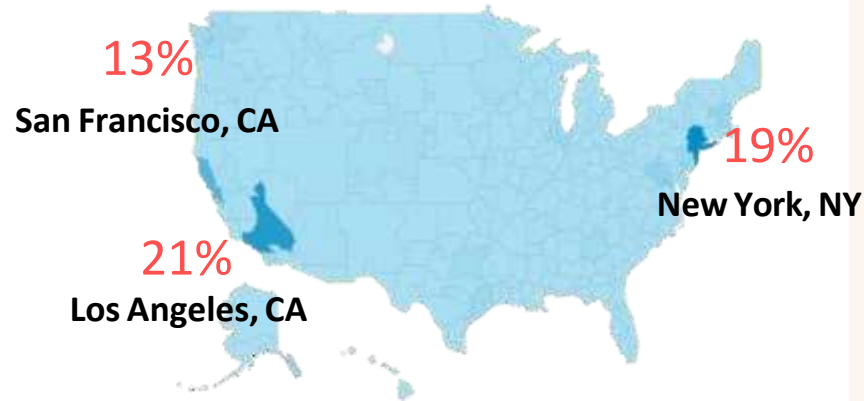 13%
San Francisco, CA
19%
New York, NY
21%
Los Angeles, CA